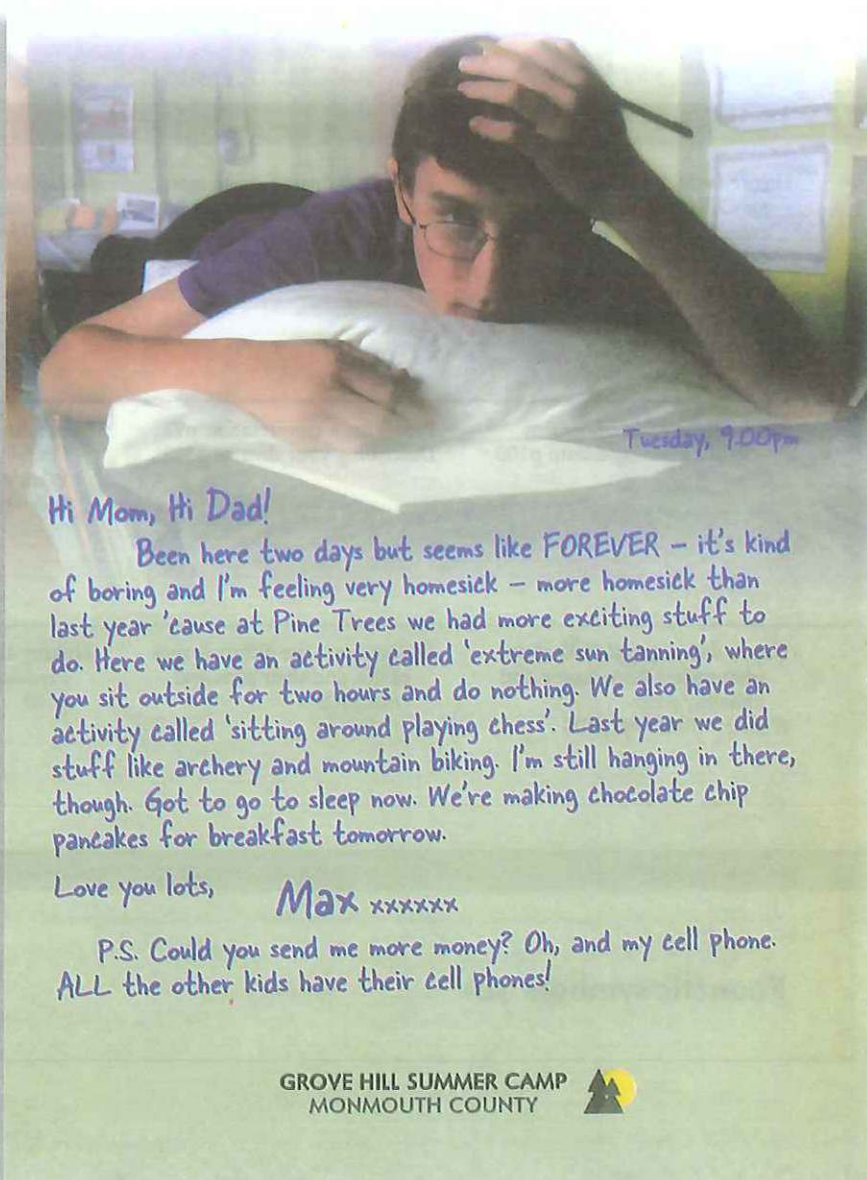 Tuesday, 9.00pm
Hi Mom, Hi Dad!
Been here two days but seems like FOREVER – it's kind
of boring and I'm feeling very homesick – more homesick than
last year 'cause at Pine Trees we had more exciting stuff to
do. Here we have an activity called 'extreme sun tanning', where
you sit outside for two hours and do nothing. We also have an
activity called 'sitting around playing chess'. Last year we did
stuff like archery and mountain biking. I'm still hanging in there,
though. Got to go to sleep now. We're making chocolate chip
pancakes for breakfast tomorrow.
Love you lots,
Max xxxxxx
P.S. Could you send me more money? Oh, and my cell phone.
ALL the other kids have their cell phones!
GROVE HILL SUMMER CAMP
MONMOUTH COUNTY